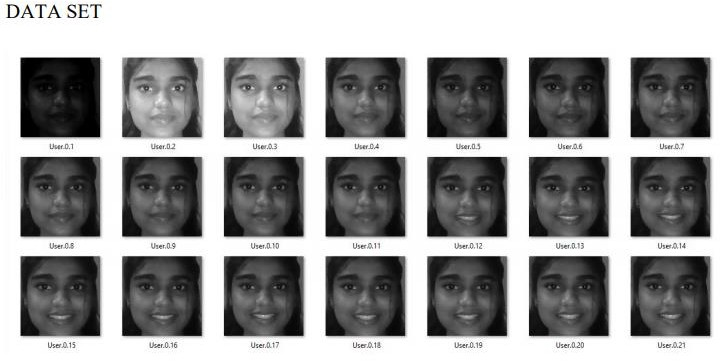 DATA SET
User.0.1 User.0.2 User.0.3 User.0.4 User.0.5 User.0.6 User.0.7
User.0.8 User.0.9 User.0.10 User.0.11 User.0.12 User.0.13 User.0.14
User.0.15 User.0.16 User.0.17 User.0.18 User.0.19 User.0.20 User.0.21